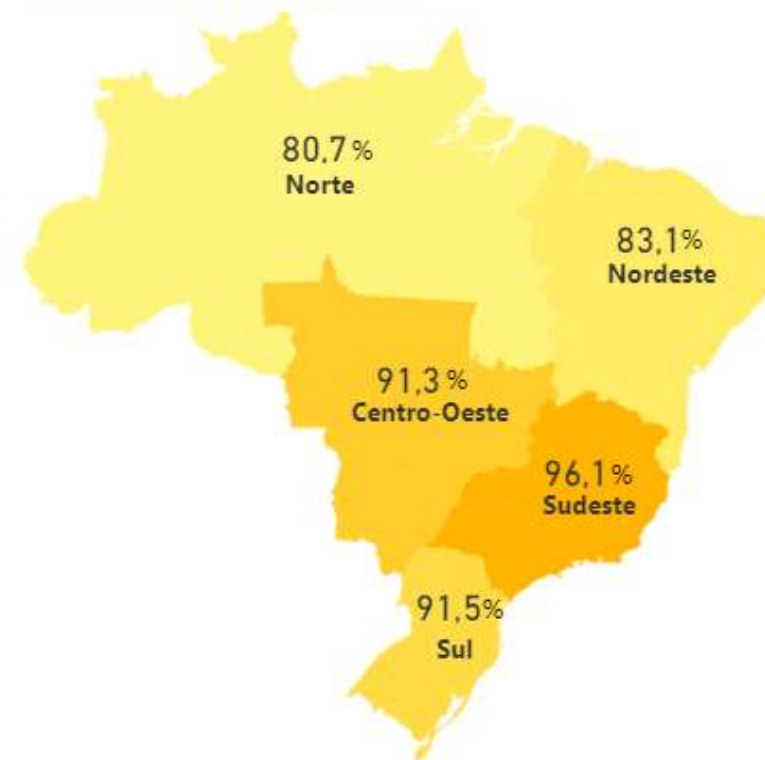 80,7 %
Norte
83,1%
Nordeste
91,3 %
Centro-Oeste
96,1%
Sudeste
91,5%
Sul